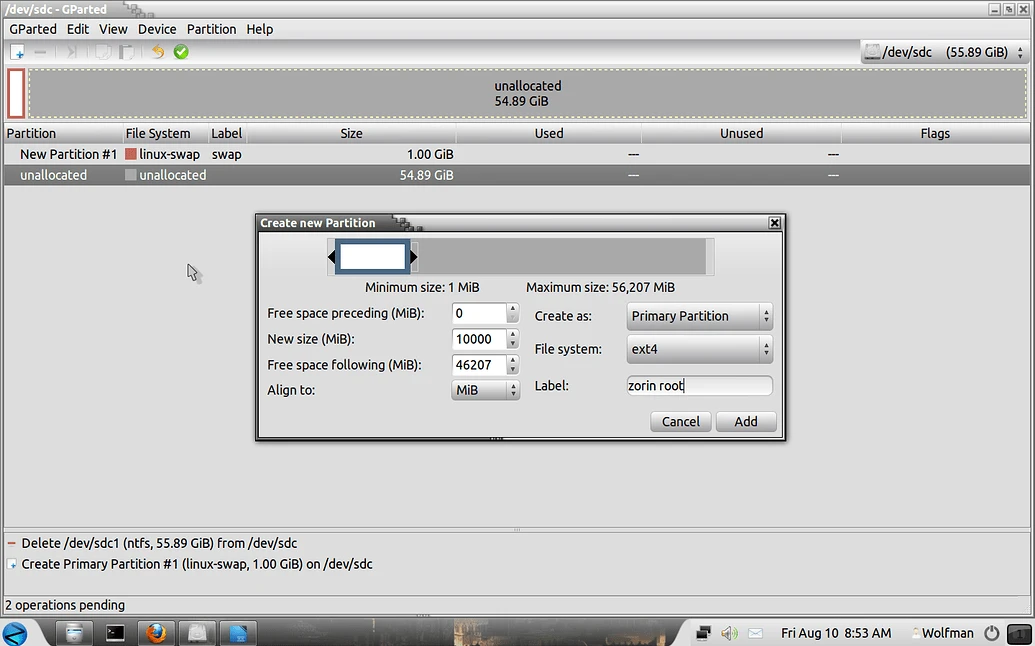 /dev/sdc - GParted
GParted Edit View Device Partition Help
/dev/sdc (55.89 GiB)
unallocated
54.89 GiB
Partition File System Label Size Used Unused Flags
New Partition #1 linux-swap swap 1.00 GiB --- ---
unallocated unallocated 54.89 GiB --- ---
Create new Partition
Minimum size: 1 MiB Maximum size: 56,207 MiB
Free space preceding (MiB): 0 Create as: Primary Partition
New size (MiB): 10000
File system: ext4
Free space following (MiB): 46207
Align to: MiB Label: zorin root
Cancel Add
Delete /dev/sdc1 (ntfs, 55.89 GiB) from /dev/sdc
Create Primary Partition #1 (linux-swap, 1.00 GiB) on /dev/sdc
2 operations pending
Fri Aug 10 8:53 AM Wolfman